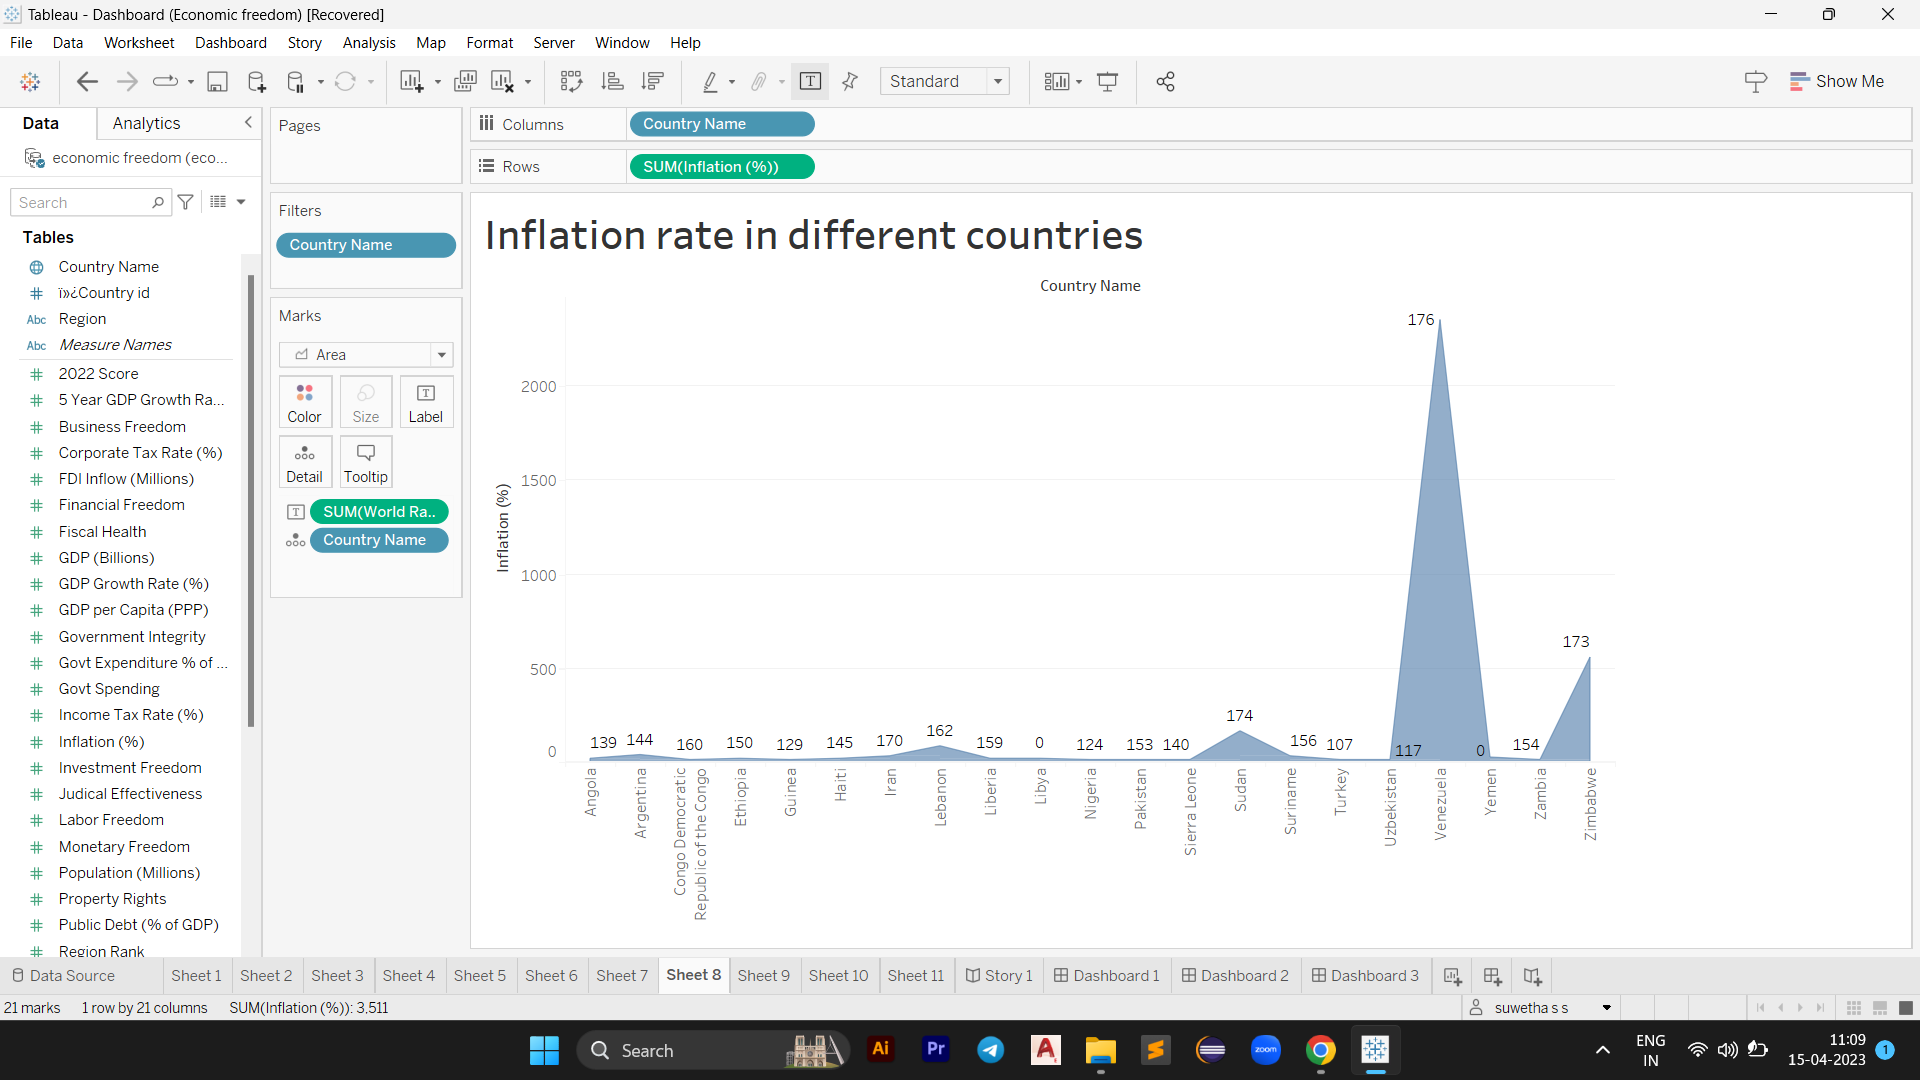 Tableau - Dashboard (Economic freedom) [Recovered]
File Data Worksheet Dashboard Story Analysis Map Format Server Window Help
Standard
Show Me
Data Analytics
economic freedom (eco...
Search
Tables
Country Name
ï»¿Country id
Abc Region
Abc Measure Names
2022 Score
5 Year GDP Growth Ra...
Business Freedom
Corporate Tax Rate (%)
FDI Inflow (Millions)
Financial Freedom
Fiscal Health
GDP (Billions)
GDP Growth Rate (%)
GDP per Capita (PPP)
Government Integrity
Govt Expenditure % of ...
Govt Spending
Income Tax Rate (%)
Inflation (%)
Investment Freedom
Judical Effectiveness
Labor Freedom
Monetary Freedom
Population (Millions)
Property Rights
Public Debt (% of GDP)
Region Rank
Pages
Filters
Country Name
Marks
Area
Color Size Label
Detail Tooltip
SUM(World Ra..
Country Name
Columns Country Name
Rows SUM(Inflation (%))
Inflation rate in different countries
Country Name
Inflation (%)
2000
1500
1000
500
0
139 144 160 150 129 145 170 162 159 0 124 153 140 174 156 107 117 176 0 154 173
Angola
Argentina
Congo Democratic
Republic of the Congo
Ethiopia
Guinea
Haiti
Iran
Lebanon
Liberia
Libya
Nigeria
Pakistan
Sierra Leone
Sudan
Suriname
Turkey
Uzbekistan
Venezuela
Yemen
Zambia
Zimbabwe
Data Source Sheet 1 Sheet 2 Sheet 3 Sheet 4 Sheet 5 Sheet 6 Sheet 7 Sheet 8 Sheet 9 Sheet 10 Sheet 11 Story 1 Dashboard 1 Dashboard 2 Dashboard 3
21 marks 1 row by 21 columns SUM(Inflation (%)): 3,511
suwetha s s
Search
Ai
Pr
zoom
ENG
IN
11:09
15-04-2023
1